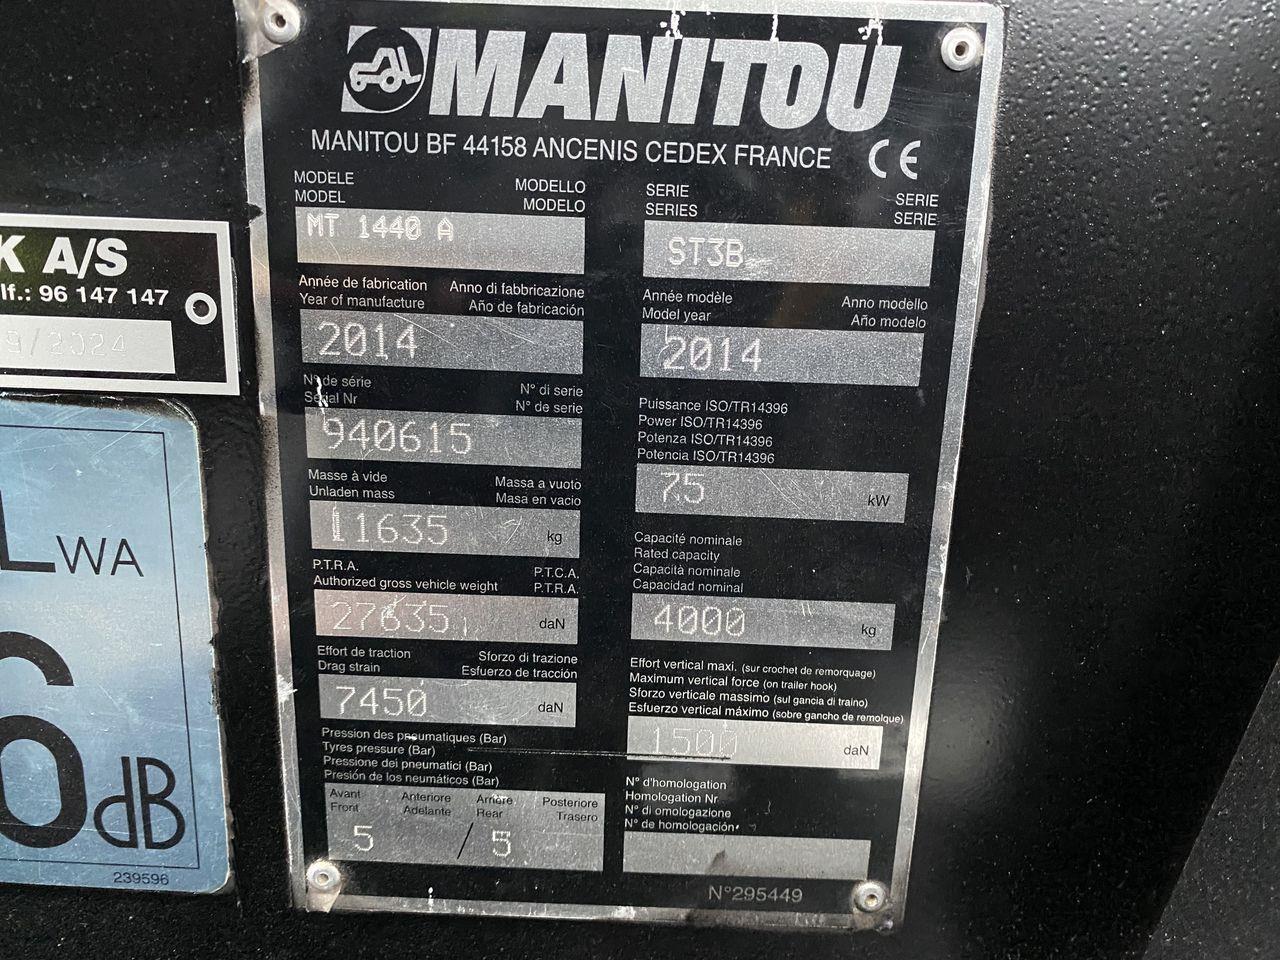 MANITOU
MANITOU BF 44158 ANCENIS CEDEX FRANCE CE
MODELE MODELLO
MODEL MODELO
MT 1440 A
SERIE SERIE
SERIES SERIE
ST3B
Année de fabrication Anno di fabbricazione
Year of manufacture Año de fabricación
2014
Année modèle Anno modello
Model year Año modelo
2014
N° de série N° di serie
Serial Nr N° de serie
940615
Puissance ISO/TR14396
Power ISO/TR14396
Potenza ISO/TR14396
Potencia ISO/TR14396
75 kW
Masse à vide Massa a vuoto
Unladen mass Masa en vacio
11635 kg
Capacité nominale
Rated capacity
Capacità nominale
Capacidad nominal
4000 kg
P.T.R.A. P.T.C.A.
Authorized gross vehicle weight P.T.R.A.
27635 daN
Effort de traction Sforzo di trazione
Drag strain Esfuerzo de tracción
7450 daN
Effort vertical maxi. (sur crochet de remorquage)
Maximum vertical force (on trailer hook)
Sforzo verticale massimo (sul gancia di traino)
Esfuerzo vertical máximo (sobre gancho de remolque)
1500 daN
Pression des pneumatiques (Bar)
Tyres pressure (Bar)
Pressione dei pneumatici (Bar)
Presión de los neumáticos (Bar)
Avant Anteriore Arrière Posteriore
Front Adelante Rear Trasero
5 / 5
N° d'homologation
Homologation Nr
N° di omologazione
N° de homologación
N°295449
K A/S
lf.: 96 147 147
9/2024
LWA
6dB
239596